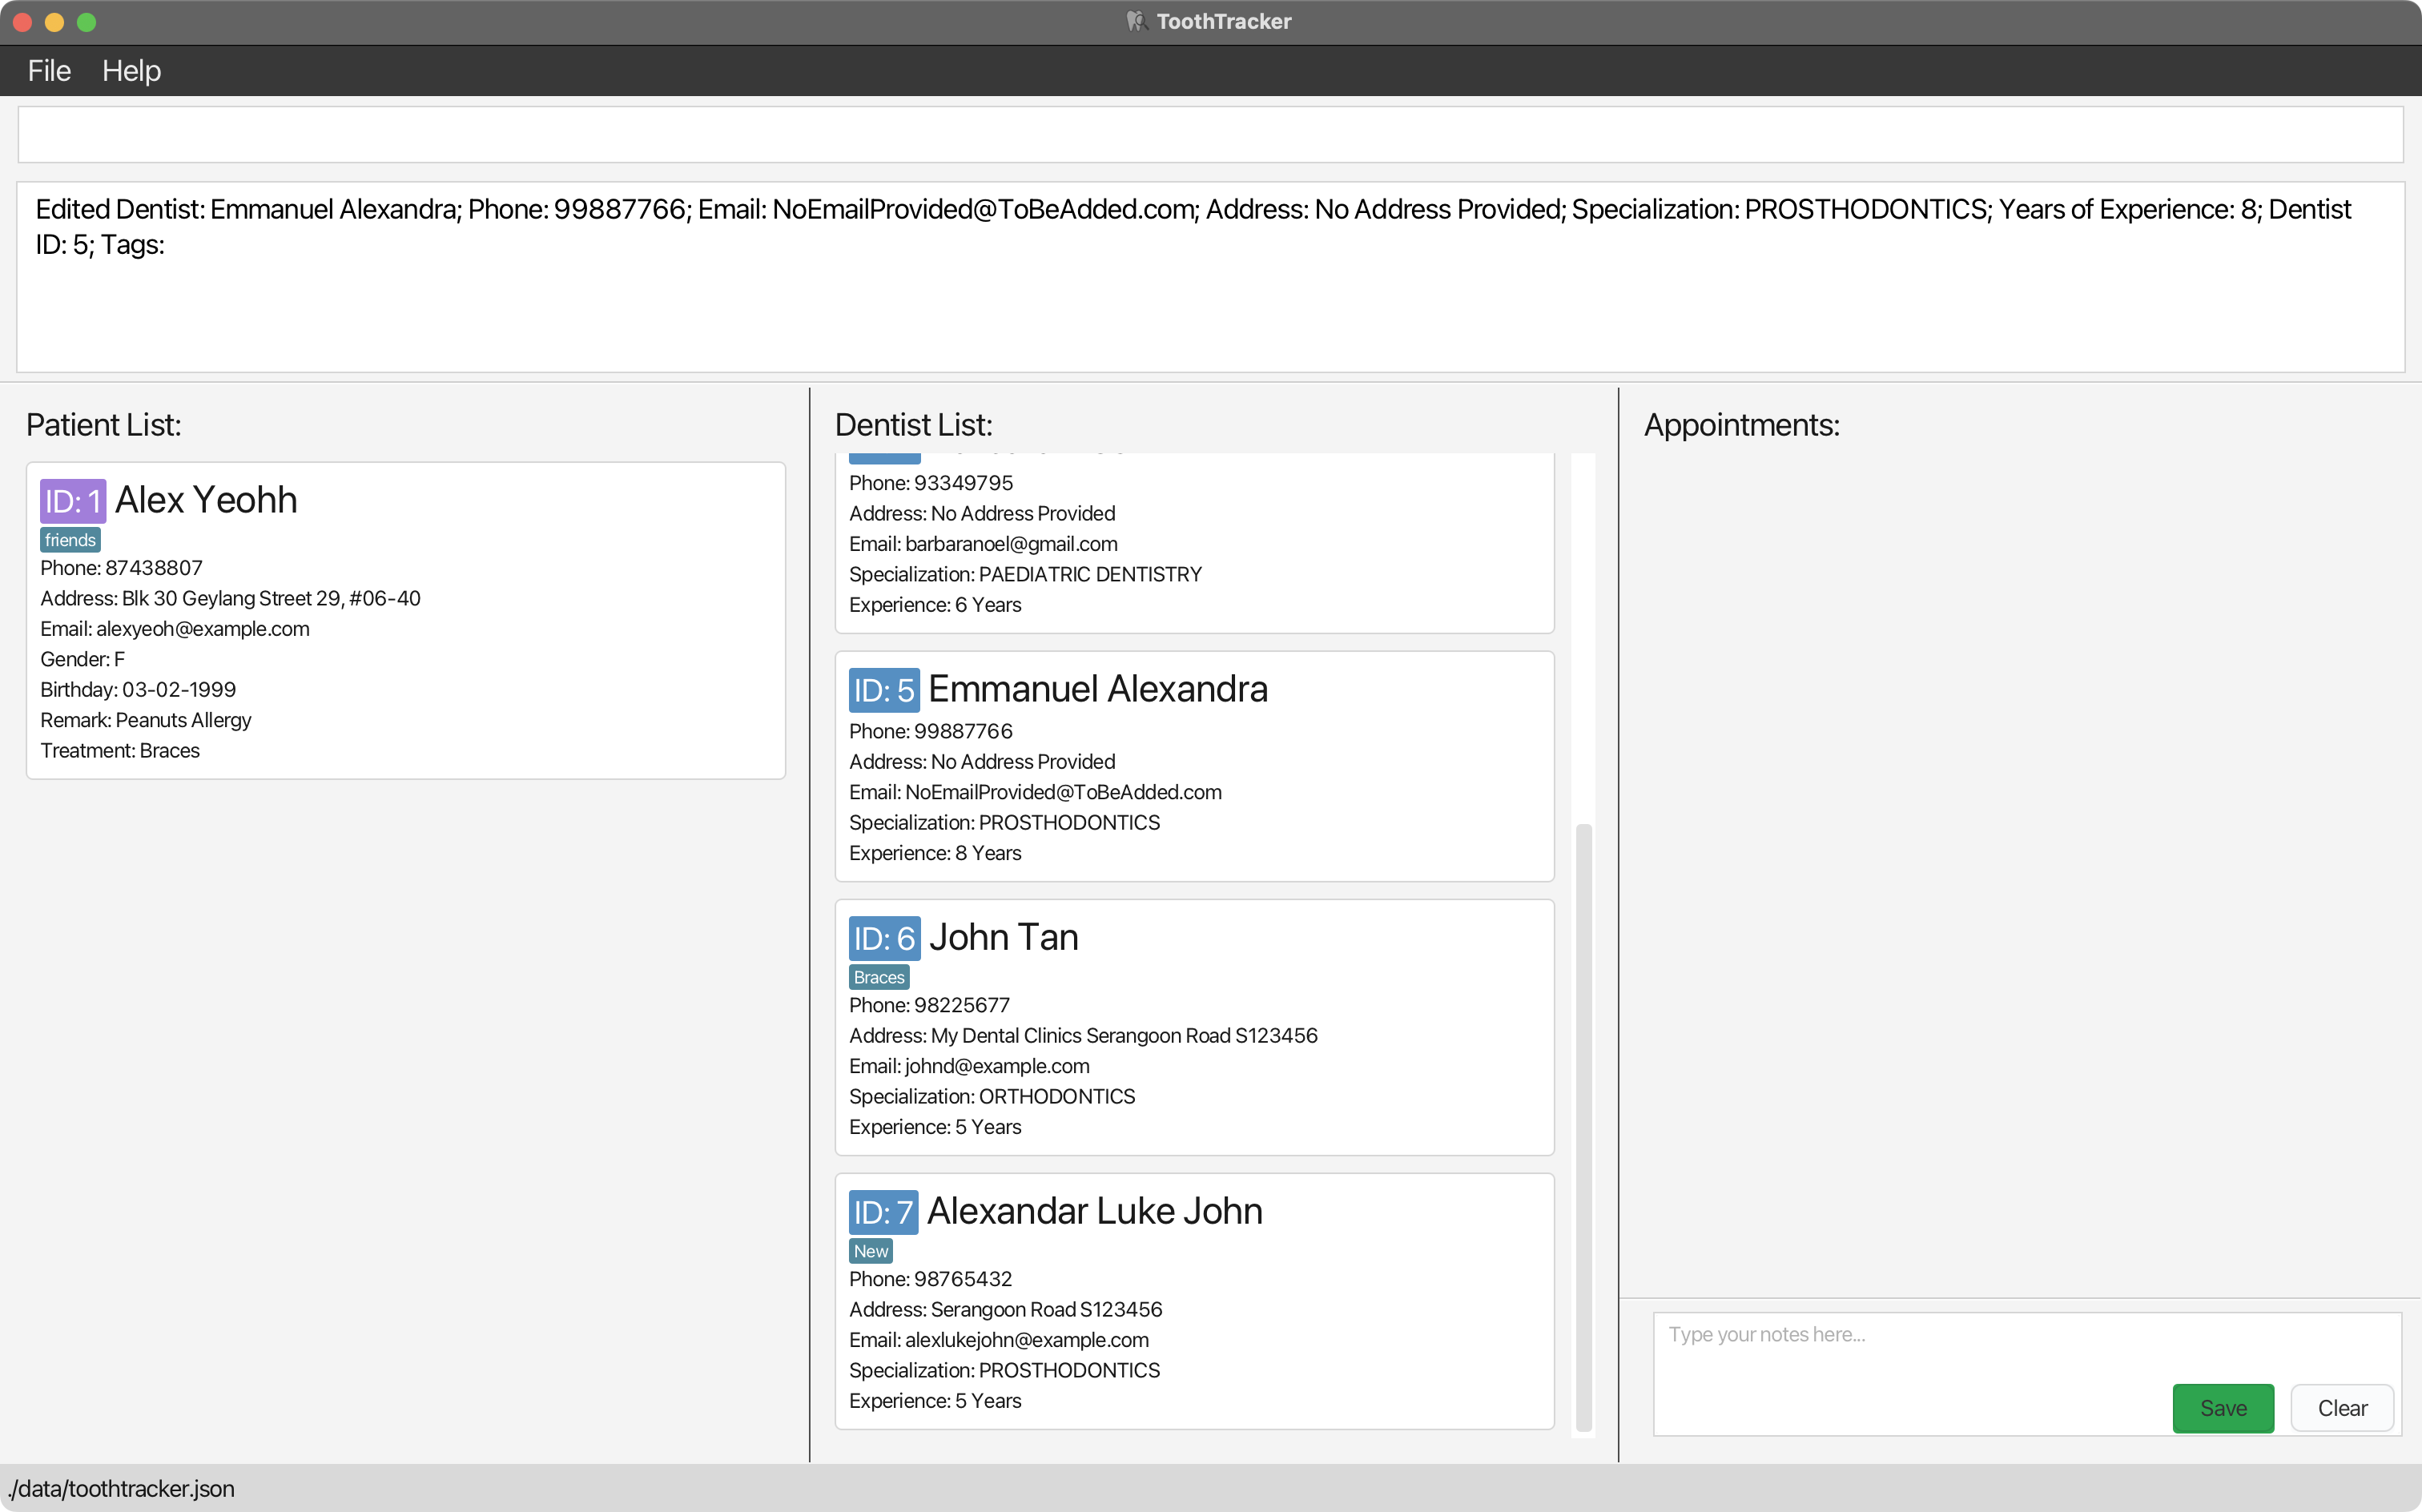 ToothTracker
File Help
Edited Dentist: Emmanuel Alexandra; Phone: 99887766; Email: NoEmailProvided@ToBeAdded.com; Address: No Address Provided; Specialization: PROSTHODONTICS; Years of Experience: 8; Dentist
ID: 5; Tags:
Patient List:
ID: 1 Alex Yeohh
friends
Phone: 87438807
Address: Blk 30 Geylang Street 29, #06-40
Email: alexyeoh@example.com
Gender: F
Birthday: 03-02-1999
Remark: Peanuts Allergy
Treatment: Braces
Dentist List:
Phone: 93349795
Address: No Address Provided
Email: barbaranoel@gmail.com
Specialization: PAEDIATRIC DENTISTRY
Experience: 6 Years
ID: 5 Emmanuel Alexandra
Phone: 99887766
Address: No Address Provided
Email: NoEmailProvided@ToBeAdded.com
Specialization: PROSTHODONTICS
Experience: 8 Years
ID: 6 John Tan
Braces
Phone: 98225677
Address: My Dental Clinics Serangoon Road S123456
Email: johnd@example.com
Specialization: ORTHODONTICS
Experience: 5 Years
ID: 7 Alexandar Luke John
New
Phone: 98765432
Address: Serangoon Road S123456
Email: alexlukejohn@example.com
Specialization: PROSTHODONTICS
Experience: 5 Years
Appointments:
Type your notes here...
Save Clear
./data/toothtracker.json